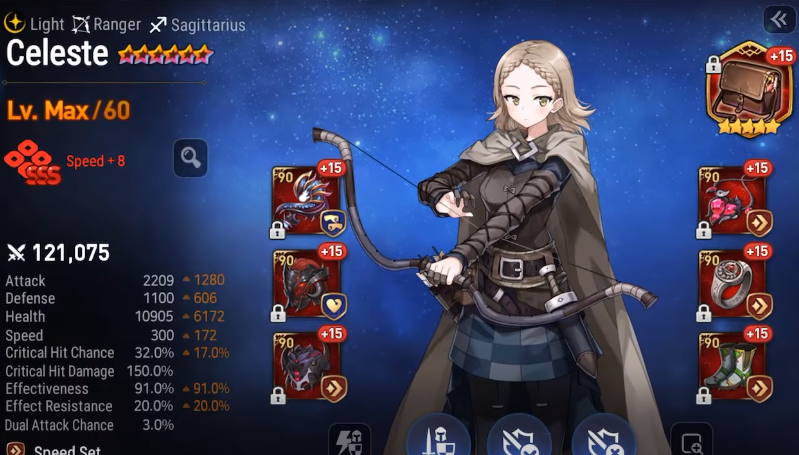 Light Ranger Sagittarius
Celeste
Lv. Max/60
SSS Speed + 8
121,075
Attack 2209 1280
Defense 1100 606
Health 10905 6172
Speed 300 172
Critical Hit Chance 32.0% 17.0%
Critical Hit Damage 150.0%
Effectiveness 91.0% 91.0%
Effect Resistance 20.0% 20.0%
Dual Attack Chance 3.0%
Speed Set
90 +15
90 +15
90 +15
+15
90 +15
90 +15
90 +15